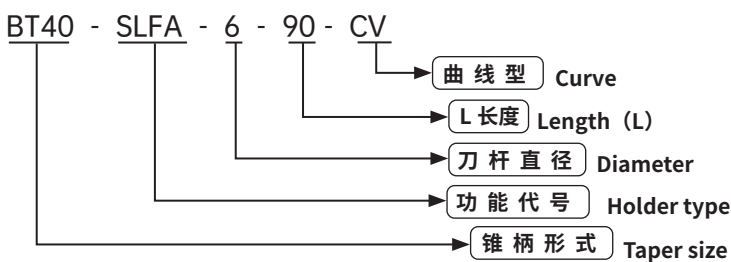 BT40 - SLFA - 6 - 90 - CV
曲线型 Curve
L 长度 Length（L）
刀杆直径 Diameter
功能代号 Holder type
锥柄形式 Taper size